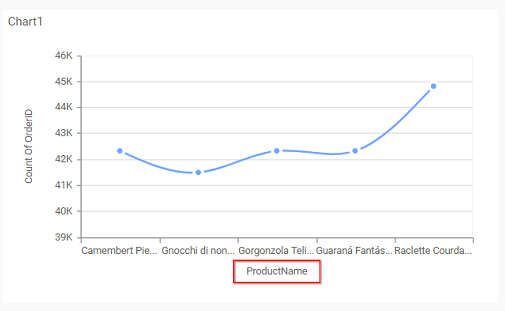 Chart1
46K
45K
44K
43K
42K
41K
40K
39K
Count Of OrderID
Camembert Pie... Gnocchi di non... Gorgonzola Teli... Guaraná Fantás... Raclette Courda...
ProductName